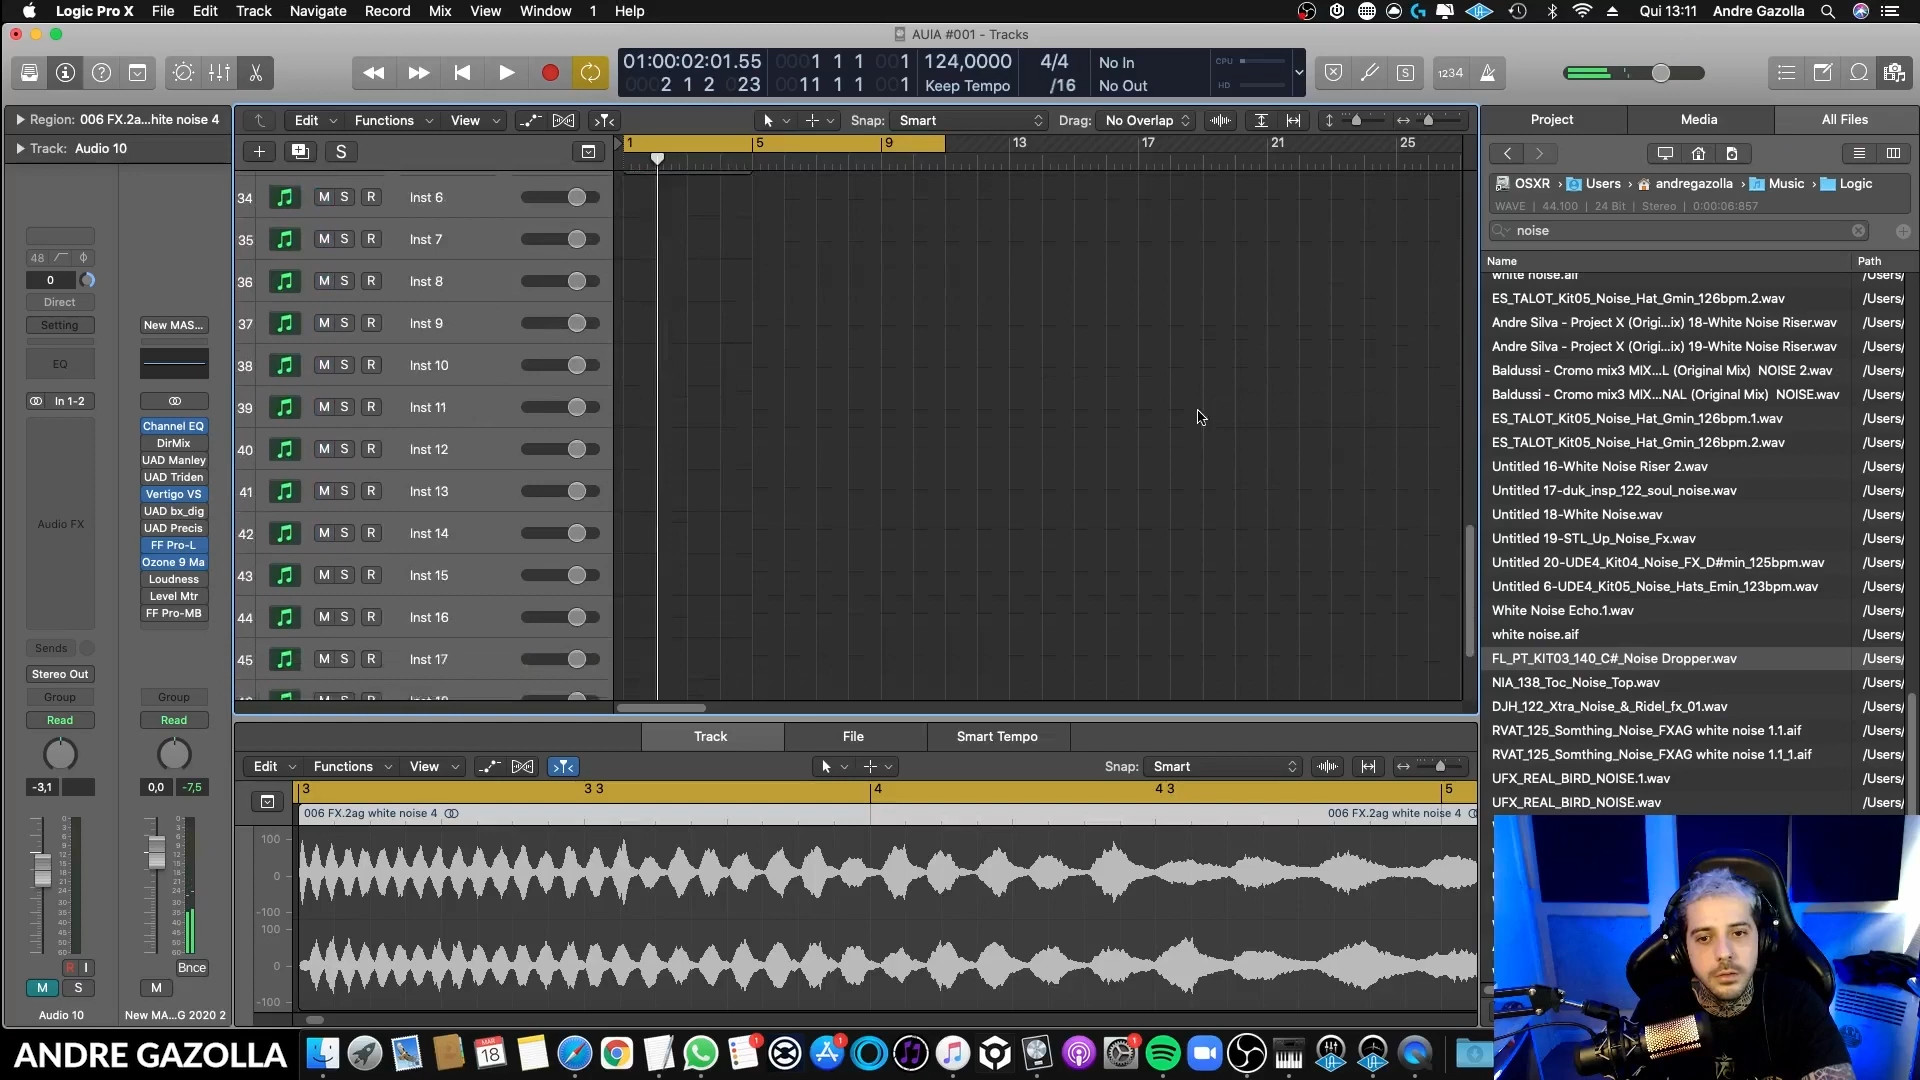 Logic Pro X File Edit Track Navigate Record Mix View Window 1 Help
Qui 13:11 Andre Gazolla
AUIA #001 - Tracks
01:00:02:01.55 0001 1 1 001 124,0000 4/4 No In CPU
0002 1 2 023 0011 1 1 001 Keep Tempo /16 No Out HD
1234
Region: 006 FX.2a...hite noise 4
Track: Audio 10
Edit Functions View Snap: Smart Drag: No Overlap
S
1 5 9 13 17 21 25
34 M S R Inst 6
35 M S R Inst 7
36 M S R Inst 8
37 M S R Inst 9
38 M S R Inst 10
39 M S R Inst 11
40 M S R Inst 12
41 M S R Inst 13
42 M S R Inst 14
43 M S R Inst 15
44 M S R Inst 16
45 M S R Inst 17
48
0
Direct
Setting New MAS...
EQ
In 1-2
Channel EQ
DirMix
UAD Manley
UAD Triden
Vertigo VS
UAD bx_dig
Audio FX
UAD Precis
FF Pro-L
Ozone 9 Ma
Loudness
Level Mtr
FF Pro-MB
Sends
Stereo Out
Group Group
Read Read
-3,1 0,0 -7,5
R I Bnce
M S M
Audio 10 New MA...G 2020 2
Track File Smart Tempo
Edit Functions View Snap: Smart
3 3 3 4 4 3 5
006 FX.2ag white noise 4 006 FX.2ag white noise 4
100
0
-100
100
0
-100
Project Media All Files
OSXR Users andregazolla Music Logic
WAVE | 44.100 | 24 Bit | Stereo | 0:00:06:857
noise
Name Path
white noise.aif /Users/
ES_TALOT_Kit05_Noise_Hat_Gmin_126bpm.2.wav /Users/
Andre Silva - Project X (Origi...ix) 18-White Noise Riser.wav /Users/
Andre Silva - Project X (Origi...ix) 19-White Noise Riser.wav /Users/
Baldussi - Cromo mix3 MIX...L (Original Mix) NOISE 2.wav /Users/
Baldussi - Cromo mix3 MIX...NAL (Original Mix) NOISE.wav /Users/
ES_TALOT_Kit05_Noise_Hat_Gmin_126bpm.1.wav /Users/
ES_TALOT_Kit05_Noise_Hat_Gmin_126bpm.2.wav /Users/
Untitled 16-White Noise Riser 2.wav /Users/
Untitled 17-duk_insp_122_soul_noise.wav /Users/
Untitled 18-White Noise.wav /Users/
Untitled 19-STL_Up_Noise_Fx.wav /Users/
Untitled 20-UDE4_Kit04_Noise_FX_D#min_125bpm.wav /Users/
Untitled 6-UDE4_Kit05_Noise_Hats_Emin_123bpm.wav /Users/
White Noise Echo.1.wav /Users/
white noise.aif /Users/
FL_PT_KIT03_140_C#_Noise Dropper.wav /Users/
NIA_138_Toc_Noise_Top.wav /Users/
DJH_122_Xtra_Noise_&_Ridel_fx_01.wav /Users/
RVAT_125_Somthing_Noise_FXAG white noise 1.1.aif /Users/
RVAT_125_Somthing_Noise_FXAG white noise 1.1_1.aif /Users/
UFX_REAL_BIRD_NOISE.1.wav /Users/
UFX_REAL_BIRD_NOISE.wav /Users/
ANDRE GAZOLLA
MAR
18
1
1
1